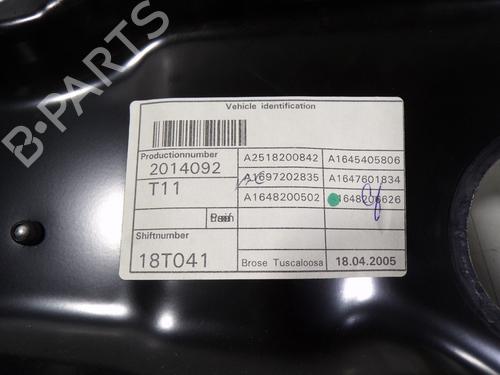 B-PARTS
Vehicle identification
Productionnumber
2014092
T11
Shiftnumber
18T041
A2518200842 A1645405806
A1697202835 A1647601834
A1648200502 1648206626
Brose Tuscaloosa 18.04.2005